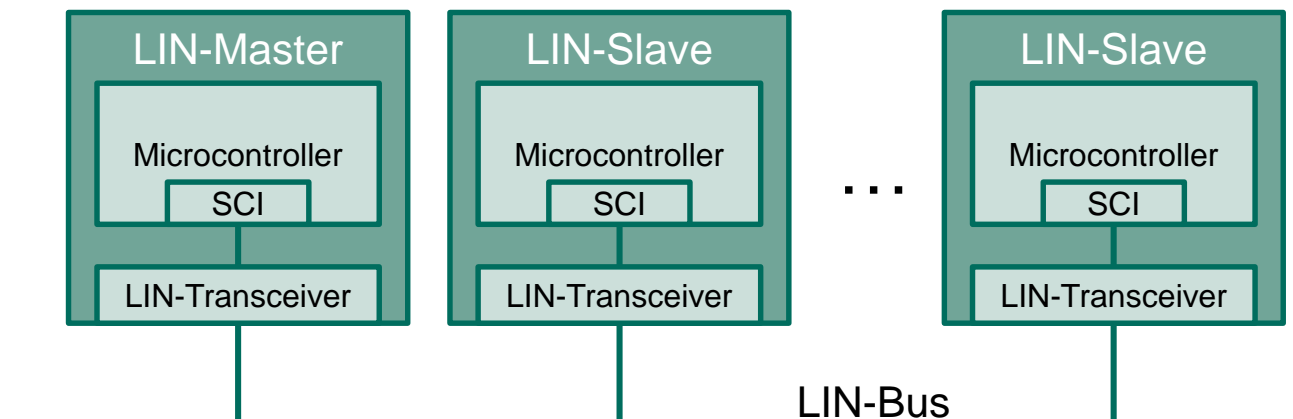 LIN-Master
Microcontroller
SCI
LIN-Transceiver
LIN-Slave
Microcontroller
SCI
LIN-Transceiver
...
LIN-Slave
Microcontroller
SCI
LIN-Transceiver
LIN-Bus